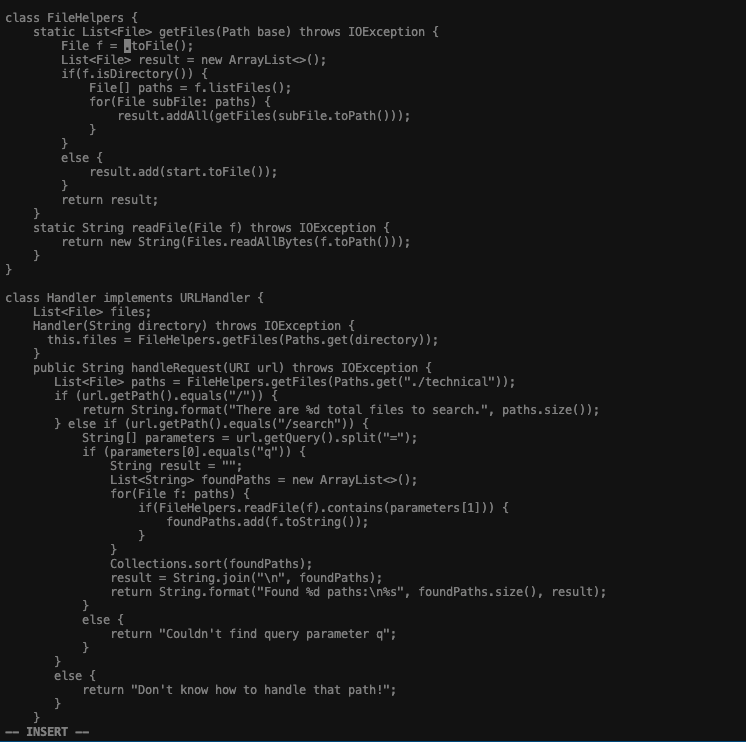 class FileHelpers {
    static List<File> getFiles(Path base) throws IOException {
        File f = .toFile();
        List<File> result = new ArrayList<>();
        if(f.isDirectory()) {
            File[] paths = f.listFiles();
            for(File subFile: paths) {
                result.addAll(getFiles(subFile.toPath()));
            }
        }
        else {
            result.add(start.toFile());
        }
        return result;
    }
    static String readFile(File f) throws IOException {
        return new String(Files.readAllBytes(f.toPath()));
    }
}

class Handler implements URLHandler {
    List<File> files;
    Handler(String directory) throws IOException {
      this.files = FileHelpers.getFiles(Paths.get(directory));
    }
    public String handleRequest(URI url) throws IOException {
       List<File> paths = FileHelpers.getFiles(Paths.get("./technical"));
       if (url.getPath().equals("/")) {
           return String.format("There are %d total files to search.", paths.size());
       } else if (url.getPath().equals("/search")) {
           String[] parameters = url.getQuery().split("=");
           if (parameters[0].equals("q")) {
               String result = "";
               List<String> foundPaths = new ArrayList<>();
               for(File f: paths) {
                   if(FileHelpers.readFile(f).contains(parameters[1])) {
                       foundPaths.add(f.toString());
                   }
               }
               Collections.sort(foundPaths);
               result = String.join("\n", foundPaths);
               return String.format("Found %d paths:\n%s", foundPaths.size(), result);
           }
           else {
               return "Couldn't find query parameter q";
           }
       }
       else {
           return "Don't know how to handle that path!";
       }
    }
-- INSERT --